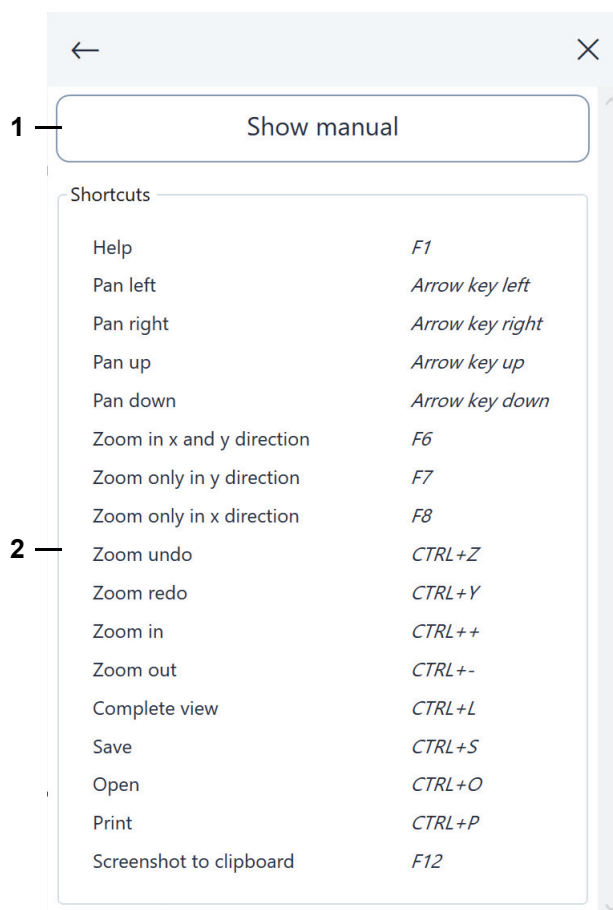 1
Show manual
Shortcuts
Help F1
Pan left Arrow key left
Pan right Arrow key right
Pan up Arrow key up
Pan down Arrow key down
Zoom in x and y direction F6
Zoom only in y direction F7
Zoom only in x direction F8
2
Zoom undo CTRL+Z
Zoom redo CTRL+Y
Zoom in CTRL++
Zoom out CTRL+-
Complete view CTRL+L
Save CTRL+S
Open CTRL+O
Print CTRL+P
Screenshot to clipboard F12